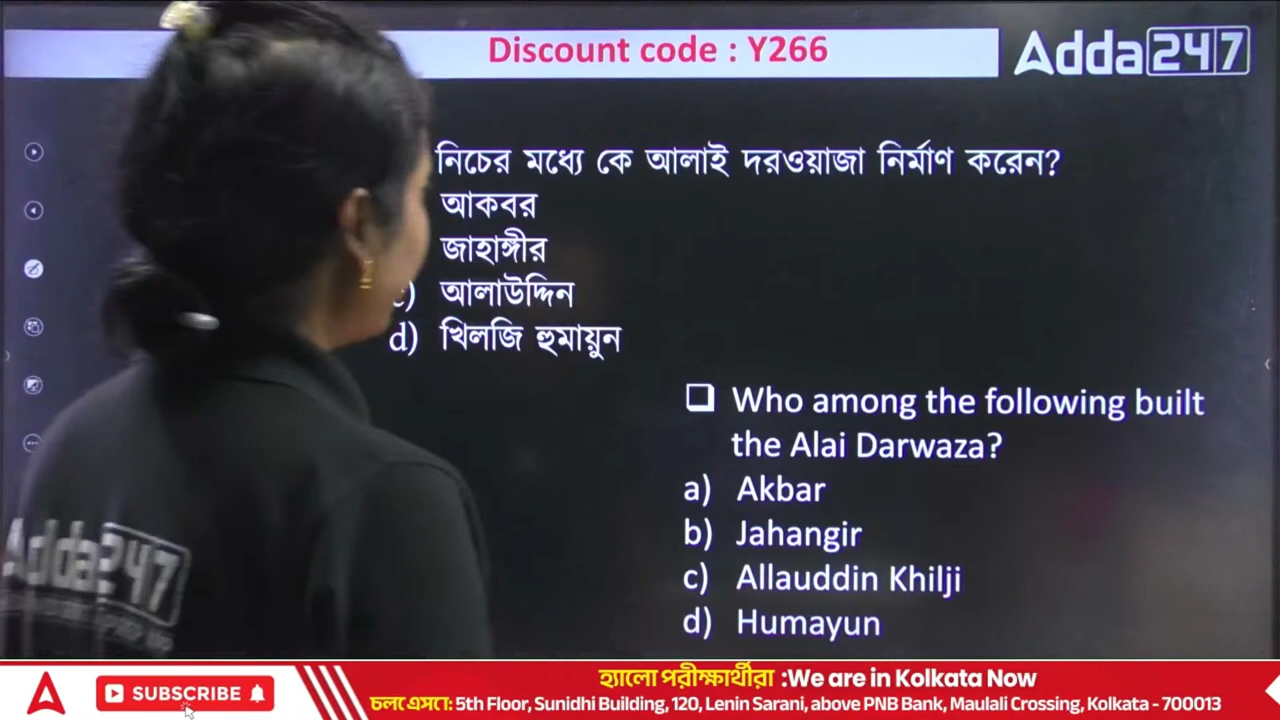 Discount code : Y266
Adda247
নিচের মধ্যে কে আলাই দরওয়াজা নির্মাণ করেন?
আকবর
জাহাঙ্গীর
) আলাউদ্দিন
d) খিলজি হুমায়ুন
❑ Who among the following built
the Alai Darwaza?
a) Akbar
b) Jahangir
c) Allauddin Khilji
d) Humayun
Adda247
SUBSCRIBE
হ্যালো পরীক্ষার্থীরা :We are in Kolkata Now
চলে এসো: 5th Floor, Sunidhi Building, 120, Lenin Sarani, above PNB Bank, Maulali Crossing, Kolkata - 700013